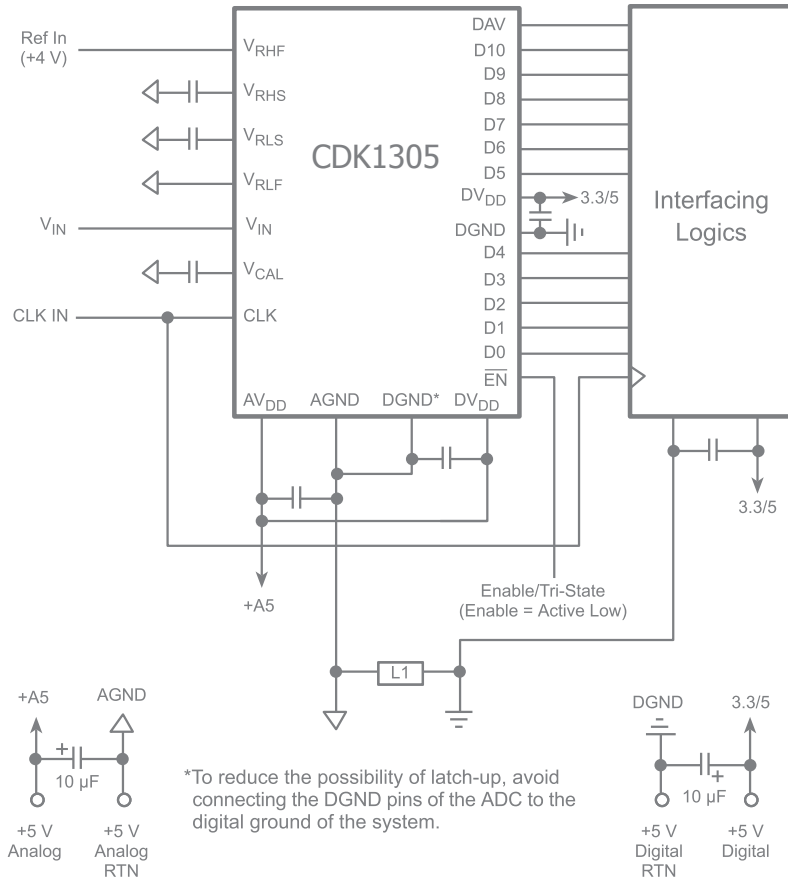 Ref In
(+4 V)
VRHF
VRHS
VRLS
VRLF
VIN
VIN
VCAL
CLK IN
CLK
CDK1305
DAV
D10
D9
D8
D7
D6
D5
DVDD
3.3/5
DGND
D4
D3
D2
D1
D0
EN
Interfacing
Logics
AVDD
AGND
DGND*
DVDD
3.3/5
+A5
Enable/Tri-State
(Enable = Active Low)
L1
+A5
AGND
+
10 µF
+5 V
Analog
+5 V
Analog
RTN
*To reduce the possibility of latch-up, avoid
connecting the DGND pins of the ADC to the
digital ground of the system.
DGND
3.3/5
+
10 µF
+5 V
Digital
RTN
+5 V
Digital